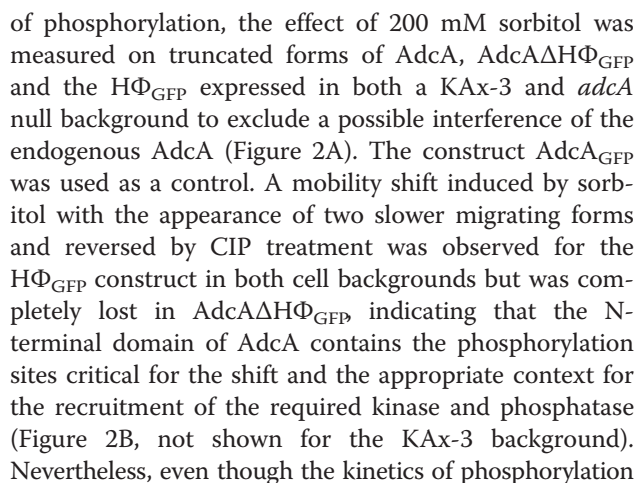 of phosphorylation, the effect of 200 mM sorbitol was
measured on truncated forms of AdcA, AdcAΔHΦGFP
and the HΦGFP expressed in both a KAx-3 and adcA
null background to exclude a possible interference of the
endogenous AdcA (Figure 2A). The construct AdcAGFP
was used as a control. A mobility shift induced by sorb-
itol with the appearance of two slower migrating forms
and reversed by CIP treatment was observed for the
HΦGFP construct in both cell backgrounds but was com-
pletely lost in AdcAΔHΦGFP, indicating that the N-
terminal domain of AdcA contains the phosphorylation
sites critical for the shift and the appropriate context for
the recruitment of the required kinase and phosphatase
(Figure 2B, not shown for the KAx-3 background).
Nevertheless, even though the kinetics of phosphorylation